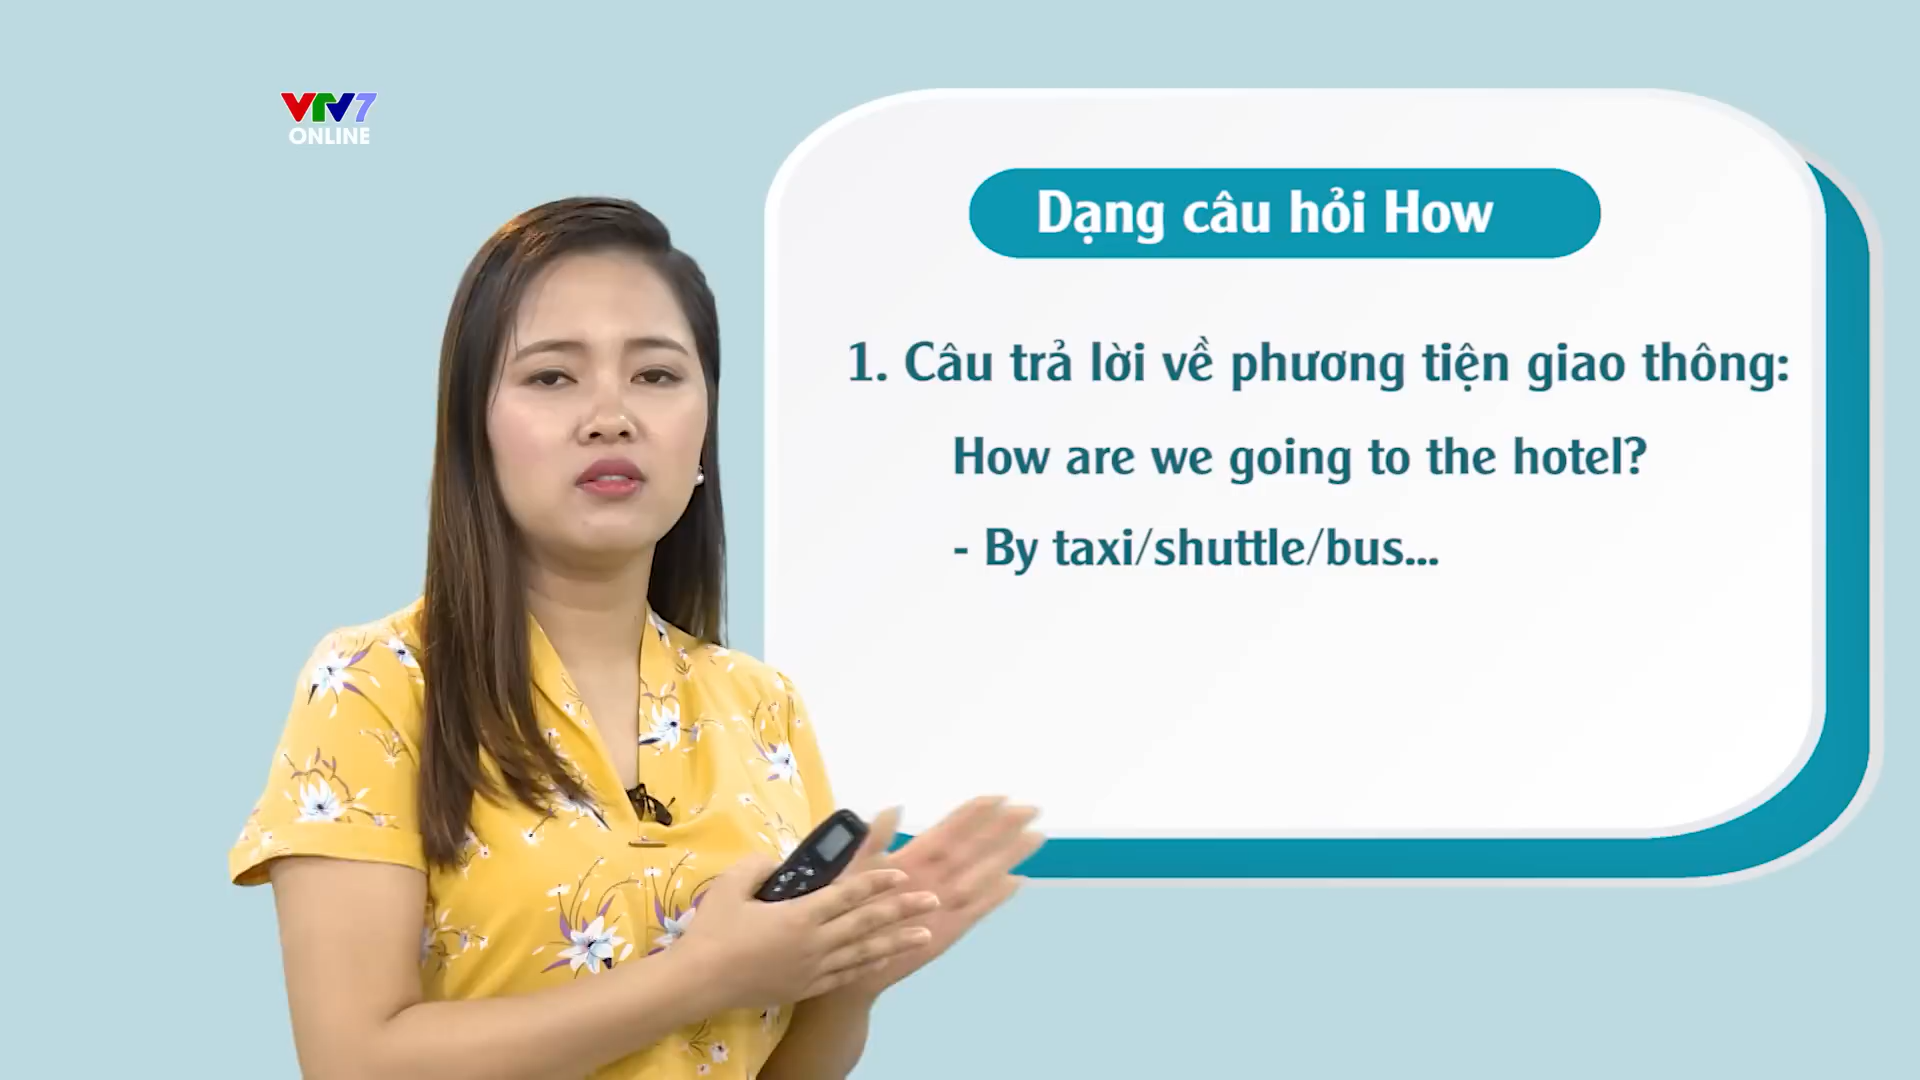 VTV7
ONLINE
Dạng câu hỏi How
1. Câu trả lời về phương tiện giao thông:
How are we going to the hotel?
- By taxi/shuttle/bus...